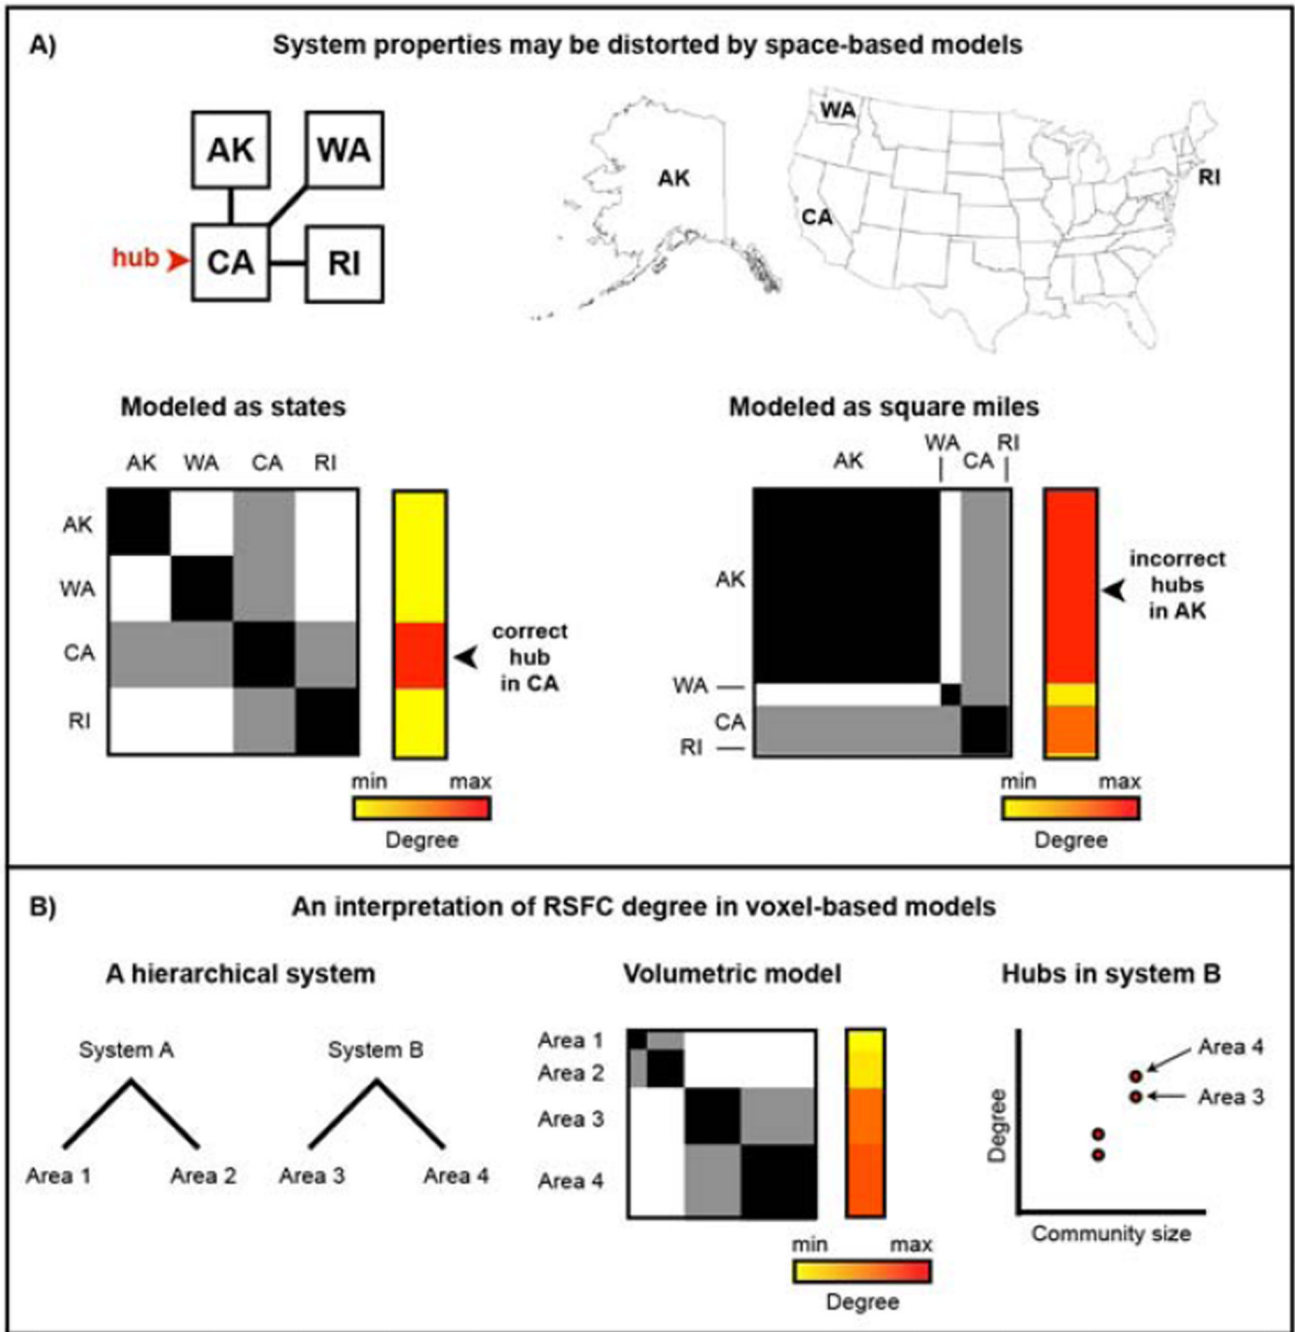 A) System properties may be distorted by space-based models
AK WA
hub CA RI
WA
AK
CA
RI
Modeled as states
AK WA CA RI
AK
WA
CA
RI
correct
hub
in CA
min max
Degree
Modeled as square miles
AK WA CA RI
AK
WA
CA
RI
incorrect
hubs
in AK
min max
Degree
B) An interpretation of RSFC degree in voxel-based models
A hierarchical system
System A System B
Area 1 Area 2 Area 3 Area 4
Volumetric model
Area 1
Area 2
Area 3
Area 4
min max
Degree
Hubs in system B
Area 4
Area 3
Degree
Community size